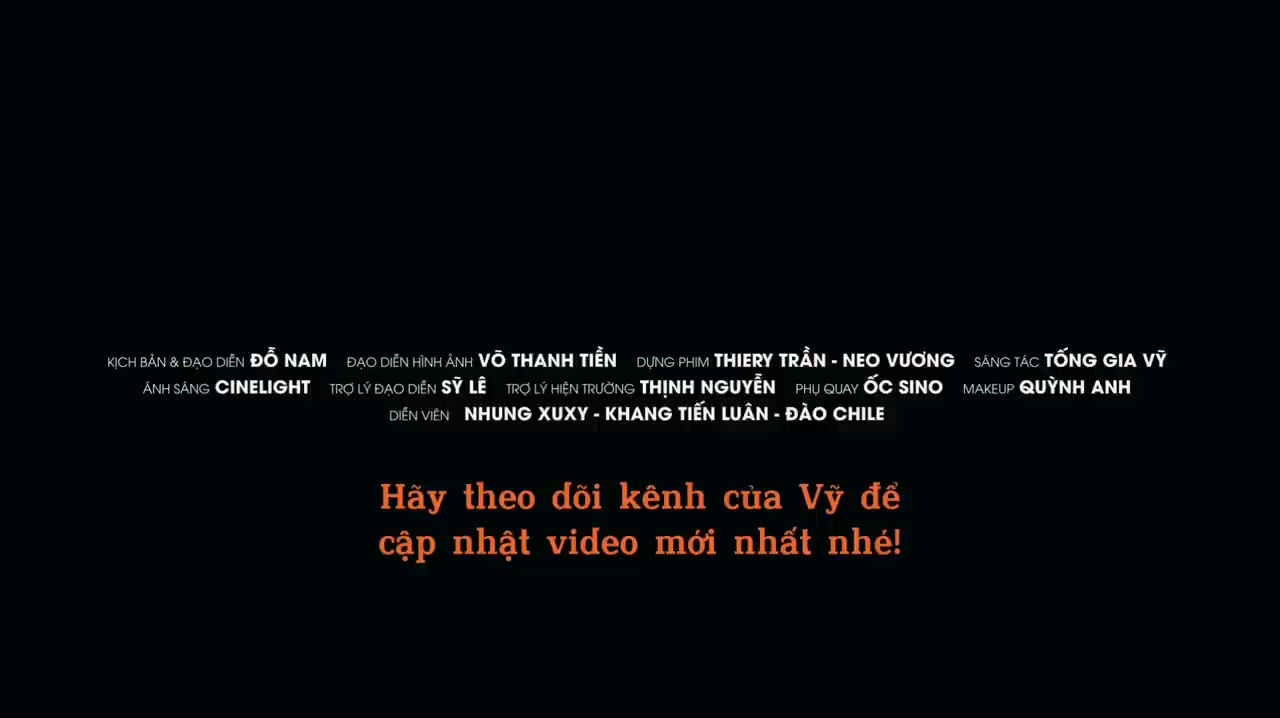 KỊCH BẢN & ĐẠO DIỄN ĐỖ NAM ĐẠO DIỄN HÌNH ẢNH VÕ THANH TIỀN DỰNG PHIM THIERY TRẦN - NEO VƯƠNG SÁNG TÁC TỐNG GIA VỸ
ÁNH SÁNG CINELIGHT TRỢ LÝ ĐẠO DIỄN SỸ LÊ TRỢ LÝ HIỆN TRƯỜNG THỊNH NGUYỄN PHỤ QUAY ỐC SINO MAKEUP QUỲNH ANH
DIỄN VIÊN NHUNG XUXY - KHANG TIẾN LUÂN - ĐÀO CHILE
Hãy theo dõi kênh của Vỹ để
cập nhật video mới nhất nhé!